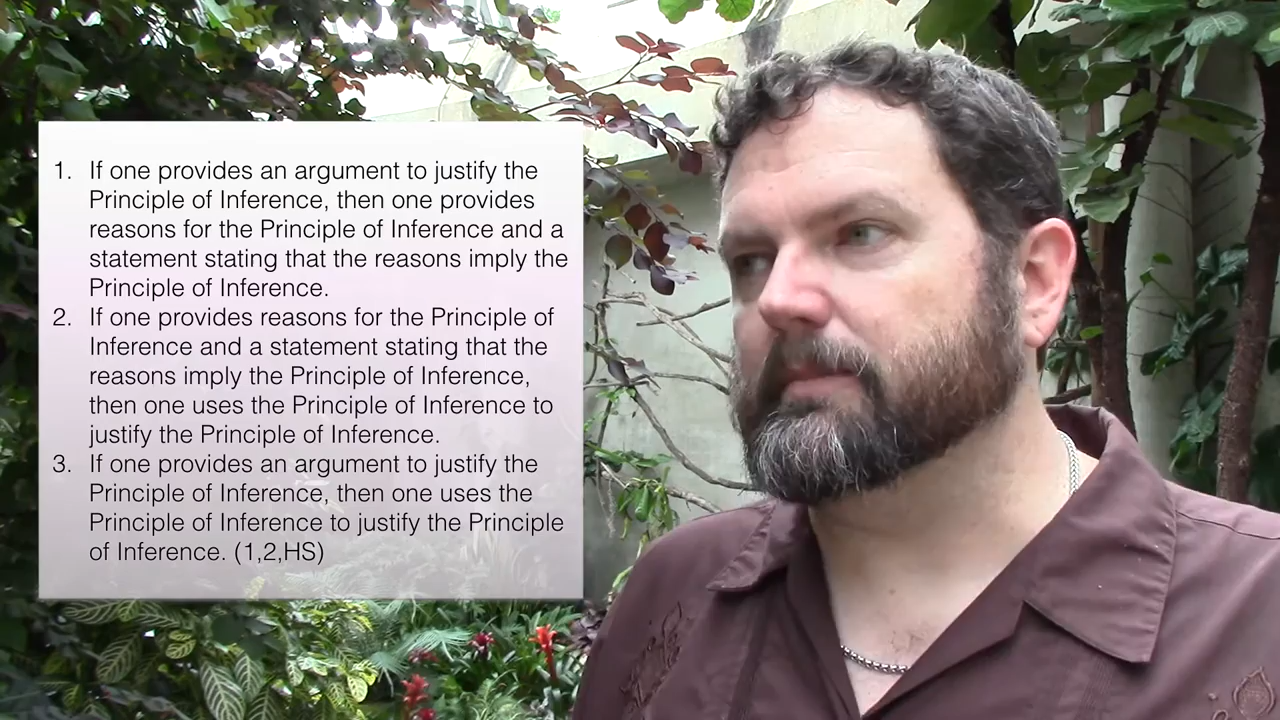 1. If one provides an argument to justify the
Principle of Inference, then one provides
reasons for the Principle of Inference and a
statement stating that the reasons imply the
Principle of Inference.
2. If one provides reasons for the Principle of
Inference and a statement stating that the
reasons imply the Principle of Inference,
then one uses the Principle of Inference to
justify the Principle of Inference.
3. If one provides an argument to justify the
Principle of Inference, then one uses the
Principle of Inference to justify the Principle
of Inference. (1,2,HS)